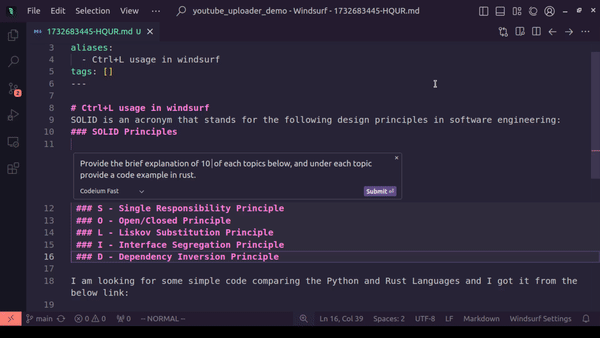 File Edit Selection View ··· youtube_uploader_demo - Windsurf - 1732683445-HQUR.md
1732683445-HQUR.md U ×
3 aliases:
4 - Ctrl+L usage in windsurf
5 tags: []
6 ---
7
8 # Ctrl+L usage in windsurf
9 SOLID is an acronym that stands for the following design principles in software engineering:
10 ### SOLID Principles
11
Provide the brief explanation of 10 of each topics below, and under each topic
provide a code example in rust.
Codeium Fast Submit
12 ### S - Single Responsibility Principle
13 ### O - Open/Closed Principle
14 ### L - Liskov Substitution Principle
15 ### I - Interface Segregation Principle
16 ### D - Dependency Inversion Principle
17
18 I am looking for some simple code comparing the Python and Rust Languages and I got it from the
below link:
19
2
main 0 0 0 -- NORMAL -- Ln 16, Col 39 Spaces: 2 UTF-8 LF Markdown Windsurf Settings